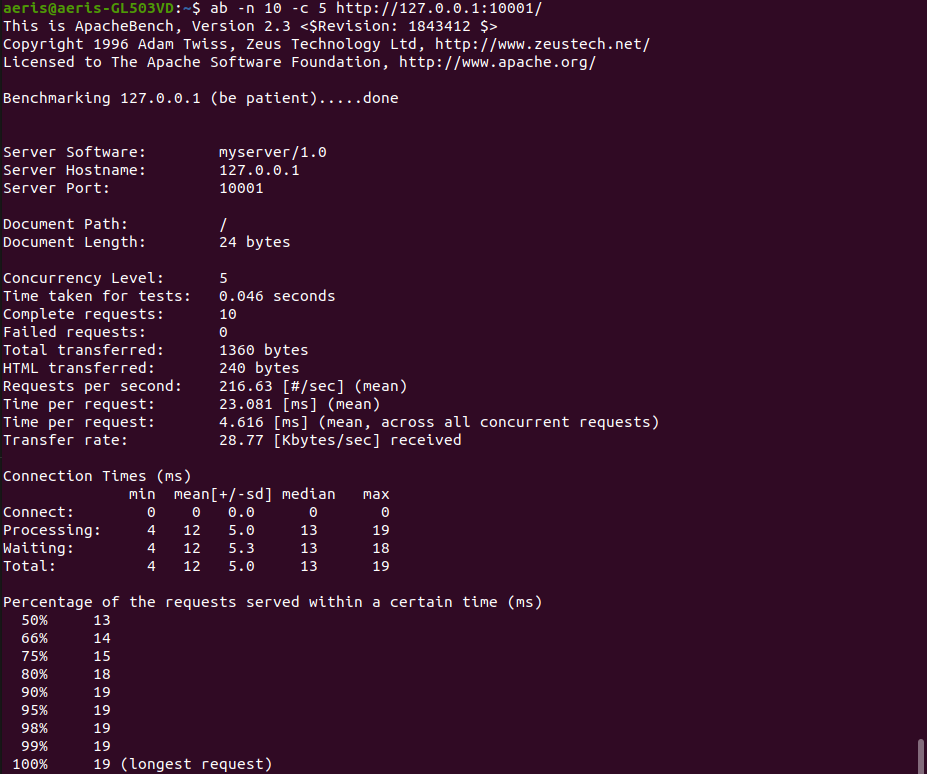 aeris@aeris-GL503VD:~$ ab -n 10 -c 5 http://127.0.0.1:10001/
This is ApacheBench, Version 2.3 <$Revision: 1843412 $>
Copyright 1996 Adam Twiss, Zeus Technology Ltd, http://www.zeustech.net/
Licensed to The Apache Software Foundation, http://www.apache.org/

Benchmarking 127.0.0.1 (be patient).....done


Server Software:        myserver/1.0
Server Hostname:        127.0.0.1
Server Port:            10001

Document Path:          /
Document Length:        24 bytes

Concurrency Level:      5
Time taken for tests:   0.046 seconds
Complete requests:      10
Failed requests:        0
Total transferred:      1360 bytes
HTML transferred:       240 bytes
Requests per second:    216.63 [#/sec] (mean)
Time per request:       23.081 [ms] (mean)
Time per request:       4.616 [ms] (mean, across all concurrent requests)
Transfer rate:          28.77 [Kbytes/sec] received

Connection Times (ms)
              min  mean[+/-sd] median   max
Connect:        0    0   0.0      0       0
Processing:     4   12   5.0     13      19
Waiting:        4   12   5.3     13      18
Total:          4   12   5.0     13      19

Percentage of the requests served within a certain time (ms)
  50%     13
  66%     14
  75%     15
  80%     18
  90%     19
  95%     19
  98%     19
  99%     19
 100%     19 (longest request)